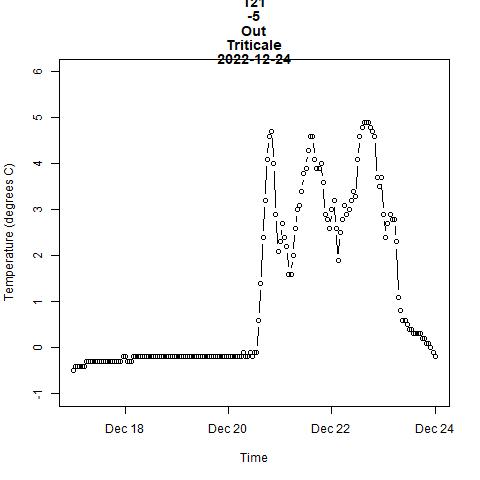 121
-5
Out
Triticale
2022-12-24
Temperature (degrees C)
6
5
4
3
2
1
0
-1
Dec 18
Dec 20
Dec 22
Dec 24
Time